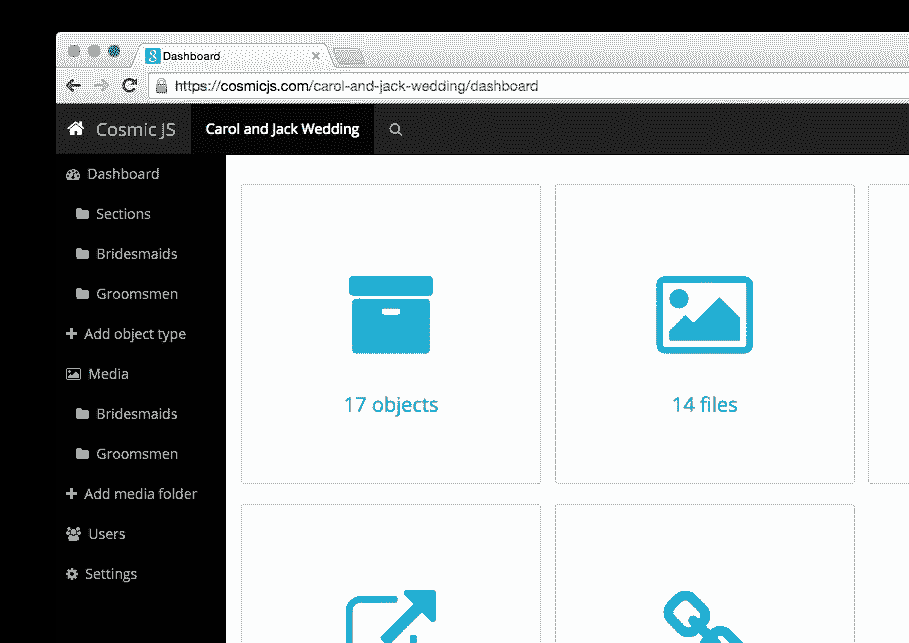 Dashboard
https://cosmicjs.com/carol-and-jack-wedding/dashboard
Cosmic JS
Carol and Jack Wedding
Dashboard
Sections
Bridesmaids
Groomsmen
Add object type
Media
Bridesmaids
Groomsmen
Add media folder
Users
Settings
17 objects
14 files